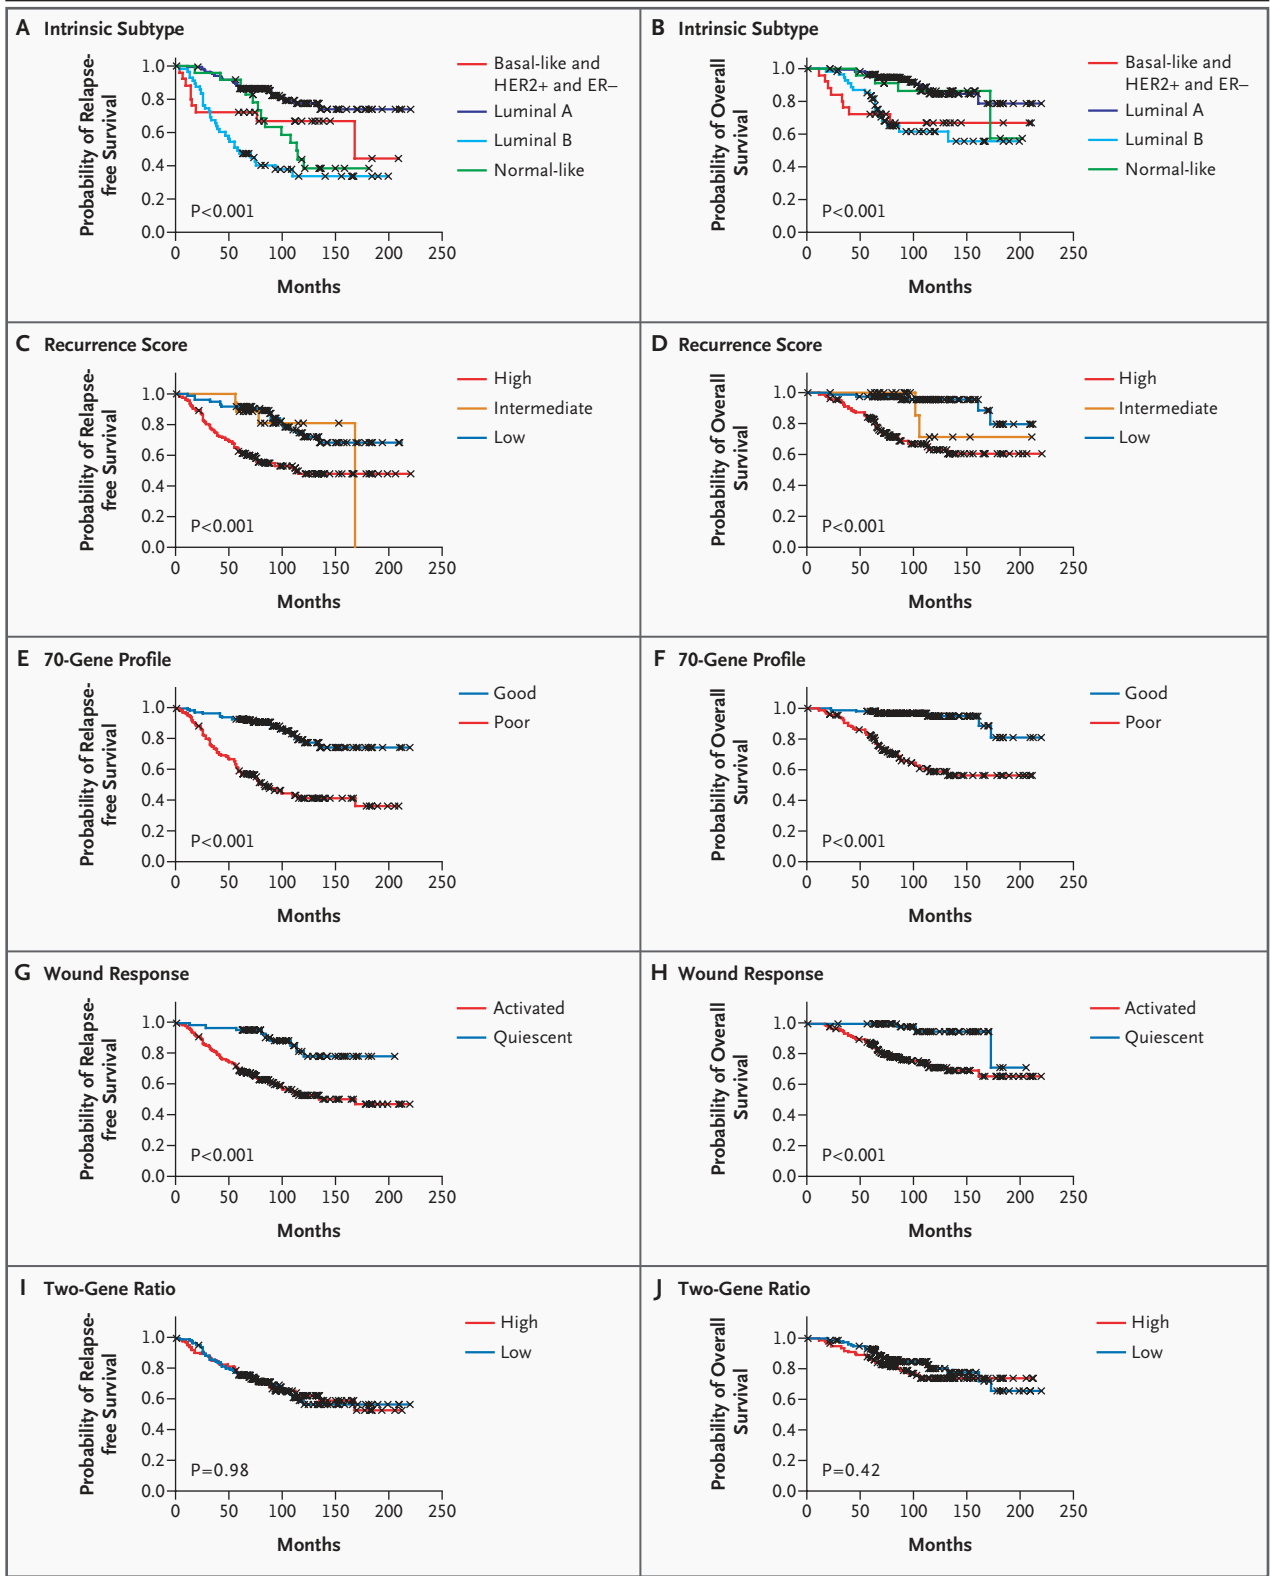 A Intrinsic Subtype
Probability of Relapse-
free Survival
1.0
0.8
0.6
0.4
0.2
0.0
P<0.001
0 50 100 150 200 250
Months
Basal-like and
HER2+ and ER–
Luminal A
Luminal B
Normal-like
B Intrinsic Subtype
Probability of Overall
Survival
1.0
0.8
0.6
0.4
0.2
0.0
P<0.001
0 50 100 150 200 250
Months
Basal-like and
HER2+ and ER–
Luminal A
Luminal B
Normal-like
C Recurrence Score
Probability of Relapse-
free Survival
1.0
0.8
0.6
0.4
0.2
0.0
P<0.001
0 50 100 150 200 250
Months
High
Intermediate
Low
D Recurrence Score
Probability of Overall
Survival
1.0
0.8
0.6
0.4
0.2
0.0
P<0.001
0 50 100 150 200 250
Months
High
Intermediate
Low
E 70-Gene Profile
Probability of Relapse-
free Survival
1.0
0.8
0.6
0.4
0.2
0.0
P<0.001
0 50 100 150 200 250
Months
Good
Poor
F 70-Gene Profile
Probability of Overall
Survival
1.0
0.8
0.6
0.4
0.2
0.0
P<0.001
0 50 100 150 200 250
Months
Good
Poor
G Wound Response
Probability of Relapse-
free Survival
1.0
0.8
0.6
0.4
0.2
0.0
P<0.001
0 50 100 150 200 250
Months
Activated
Quiescent
H Wound Response
Probability of Overall
Survival
1.0
0.8
0.6
0.4
0.2
0.0
P<0.001
0 50 100 150 200 250
Months
Activated
Quiescent
I Two-Gene Ratio
Probability of Relapse-
free Survival
1.0
0.8
0.6
0.4
0.2
0.0
P=0.98
0 50 100 150 200 250
Months
High
Low
J Two-Gene Ratio
Probability of Overall
Survival
1.0
0.8
0.6
0.4
0.2
0.0
P=0.42
0 50 100 150 200 250
Months
High
Low